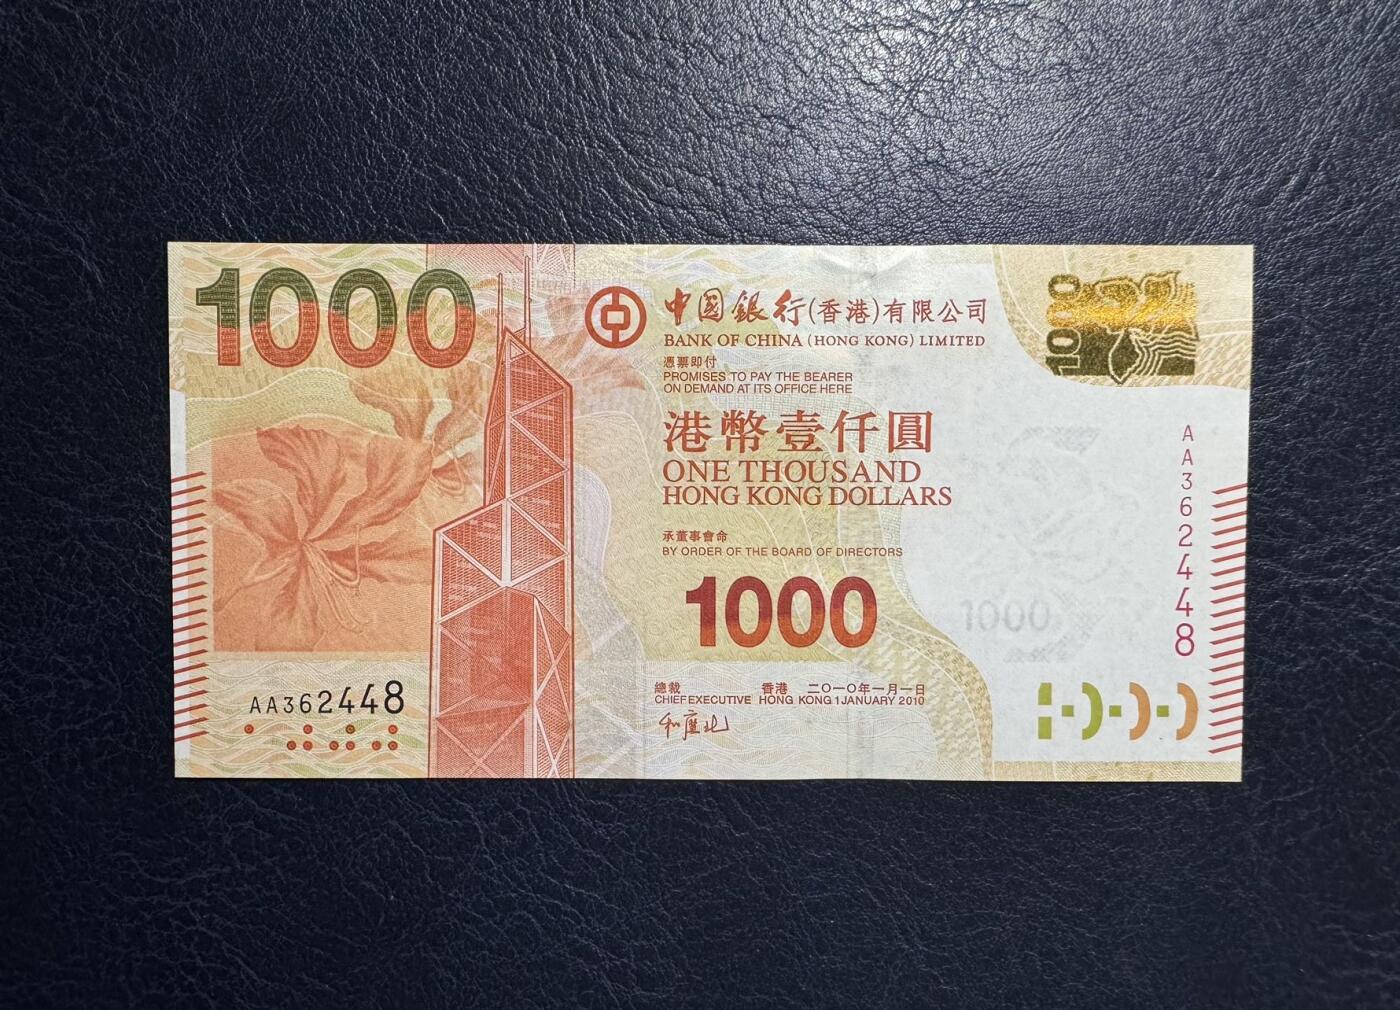 1000
中國銀行(香港)有限公司
BANK OF CHINA (HONG KONG) LIMITED
憑票即付
PROMISES TO PAY THE BEARER
ON DEMAND AT ITS OFFICE HERE
港幣壹仟圓
ONE THOUSAND
HONG KONG DOLLARS
承董事會命
BY ORDER OF THE BOARD OF DIRECTORS
1000
總裁 香港 二〇一〇年一月一日
CHIEF EXECUTIVE HONG KONG 1 JANUARY 2010
和廣北
AA362448
1000
AA362448
1000
1000